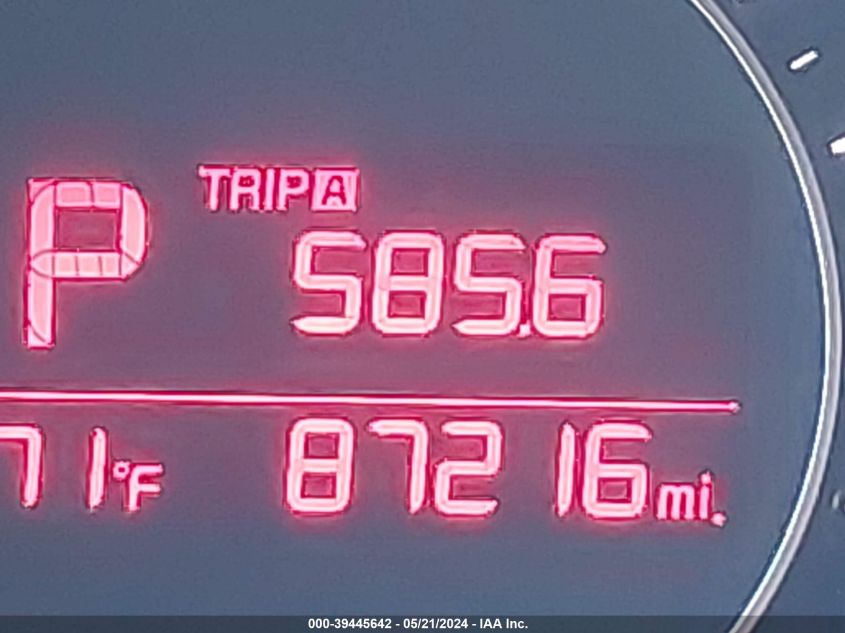 P
TRIP A
585.6
71°F 87216 mi.
000-39445642 - 05/21/2024 - IAA Inc.